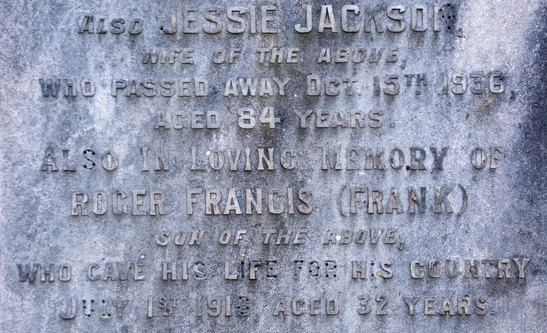 Also JESSIE JACKSON,
WIFE OF THE ABOVE,
WHO PASSED AWAY OCT. 15TH 1936,
AGED 84 YEARS.
ALSO IN LOVING MEMORY OF
ROGER FRANCIS (FRANK)
SON OF THE ABOVE,
WHO GAVE HIS LIFE FOR HIS COUNTRY
JULY 1ST 1916 AGED 32 YEARS.